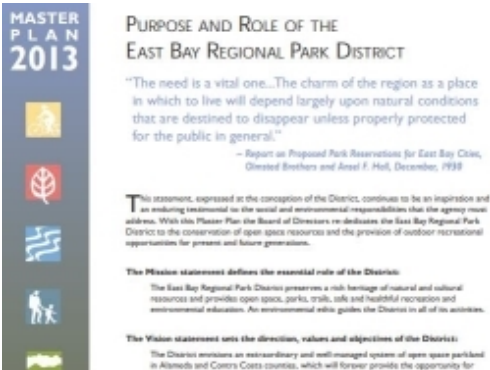 MASTER
PLAN
2013
PURPOSE AND ROLE OF THE
EAST BAY REGIONAL PARK DISTRICT
"The need is a vital one...The charm of the region as a place
in which to live will depend largely upon natural conditions
that are destined to disappear unless properly protected
for the public in general."
– Report on Proposed Park Reservations for East Bay Cities,
Olmsted Brothers and Ansel F. Hall, December, 1930
This statement, expressed at the conception of the District, continues to be an inspiration and
an enduring testimonial to the social and environmental responsibilities that the agency must
address. With this Master Plan the Board of Directors re-dedicates the East Bay Regional Park
District to the conservation of open space resources and the provision of outdoor recreational
opportunities for present and future generations.
The Mission statement defines the essential role of the District:
The East Bay Regional Park District preserves a rich heritage of natural and cultural
resources and provides open space, parks, trails, safe and healthful recreation and
environmental education. An environmental ethic guides the District in all of its activities.
The Vision statement sets the direction, values and objectives of the District:
The District envisions an extraordinary and well-managed system of open space parkland
in Alameda and Contra Costa counties, which will forever provide the opportunity for